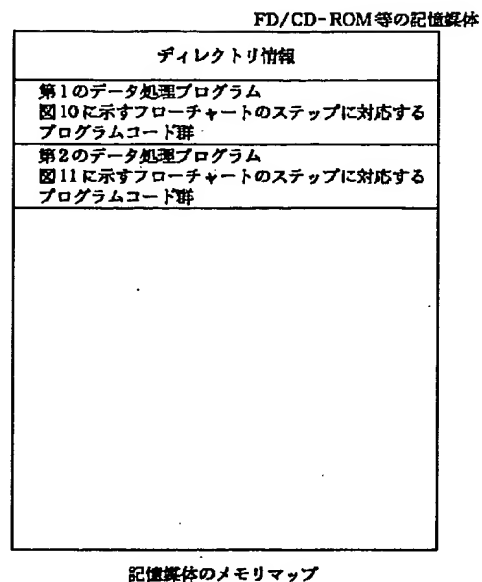 FD/CD-ROM等の記憶媒体
ディレクトリ情報
第1のデータ処理プログラム
図10に示すフローチャートのステップに対応する
プログラムコード群
第2のデータ処理プログラム
図11に示すフローチャートのステップに対応する
プログラムコード群
記憶媒体のメモリマップ